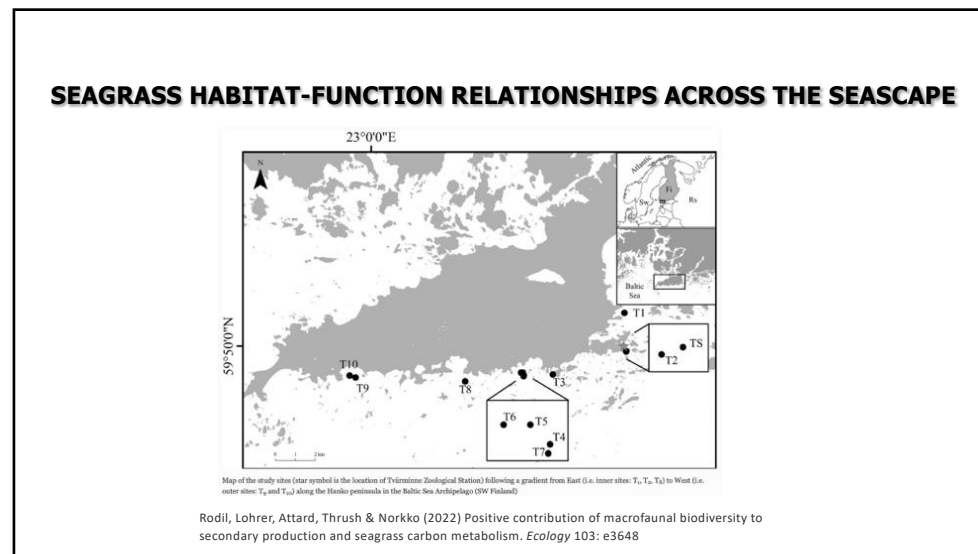 SEAGRASS HABITAT-FUNCTION RELATIONSHIPS ACROSS THE SEASCAPE
23°0'0"E
N
Atlantic
Fi
Sw
Rs
Baltic
Sea
59°50'0"N
T1
TS
T2
T10
T9
T8
T3
T6
T5
T4
T7
0 1 2 km
Map of the study sites (star symbol is the location of Tvärminne Zoological Station) following a gradient from East (i.e. inner sites: T1, T2, T3) to West (i.e.
outer sites: T9 and T10) along the Hanko peninsula in the Baltic Sea Archipelago (SW Finland)
Rodil, Lohrer, Attard, Thrush & Norkko (2022) Positive contribution of macrofaunal biodiversity to
secondary production and seagrass carbon metabolism. Ecology 103: e3648